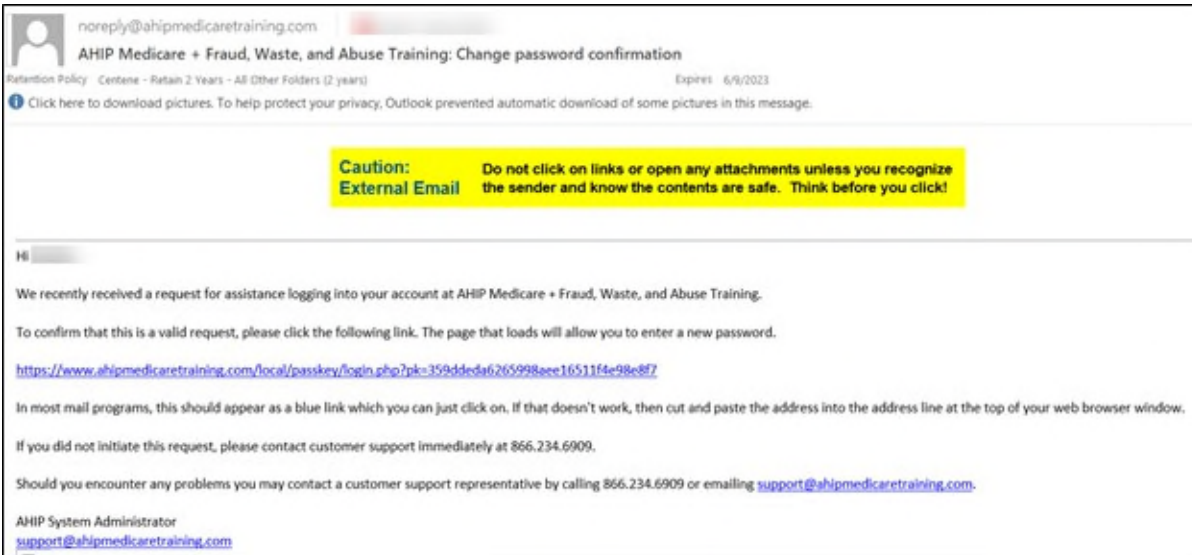 noreply@ahipmedicaretraining.com
AHIP Medicare + Fraud, Waste, and Abuse Training: Change password confirmation
Retention Policy Centene - Retain 2 Years - All Other Folders (2 years) Expires 6/9/2023
Click here to download pictures. To help protect your privacy, Outlook prevented automatic download of some pictures in this message.
Caution: Do not click on links or open any attachments unless you recognize
External Email the sender and know the contents are safe. Think before you click!
Hi
We recently received a request for assistance logging into your account at AHIP Medicare + Fraud, Waste, and Abuse Training.
To confirm that this is a valid request, please click the following link. The page that loads will allow you to enter a new password.
https://www.ahipmedicaretraining.com/local/passkey/login.php?pk=359ddeda6265998aee16511f4e98e8f7
In most mail programs, this should appear as a blue link which you can just click on. If that doesn't work, then cut and paste the address into the address line at the top of your web browser window.
If you did not initiate this request, please contact customer support immediately at 866.234.6909.
Should you encounter any problems you may contact a customer support representative by calling 866.234.6909 or emailing support@ahipmedicaretraining.com.
AHIP System Administrator
support@ahipmedicaretraining.com